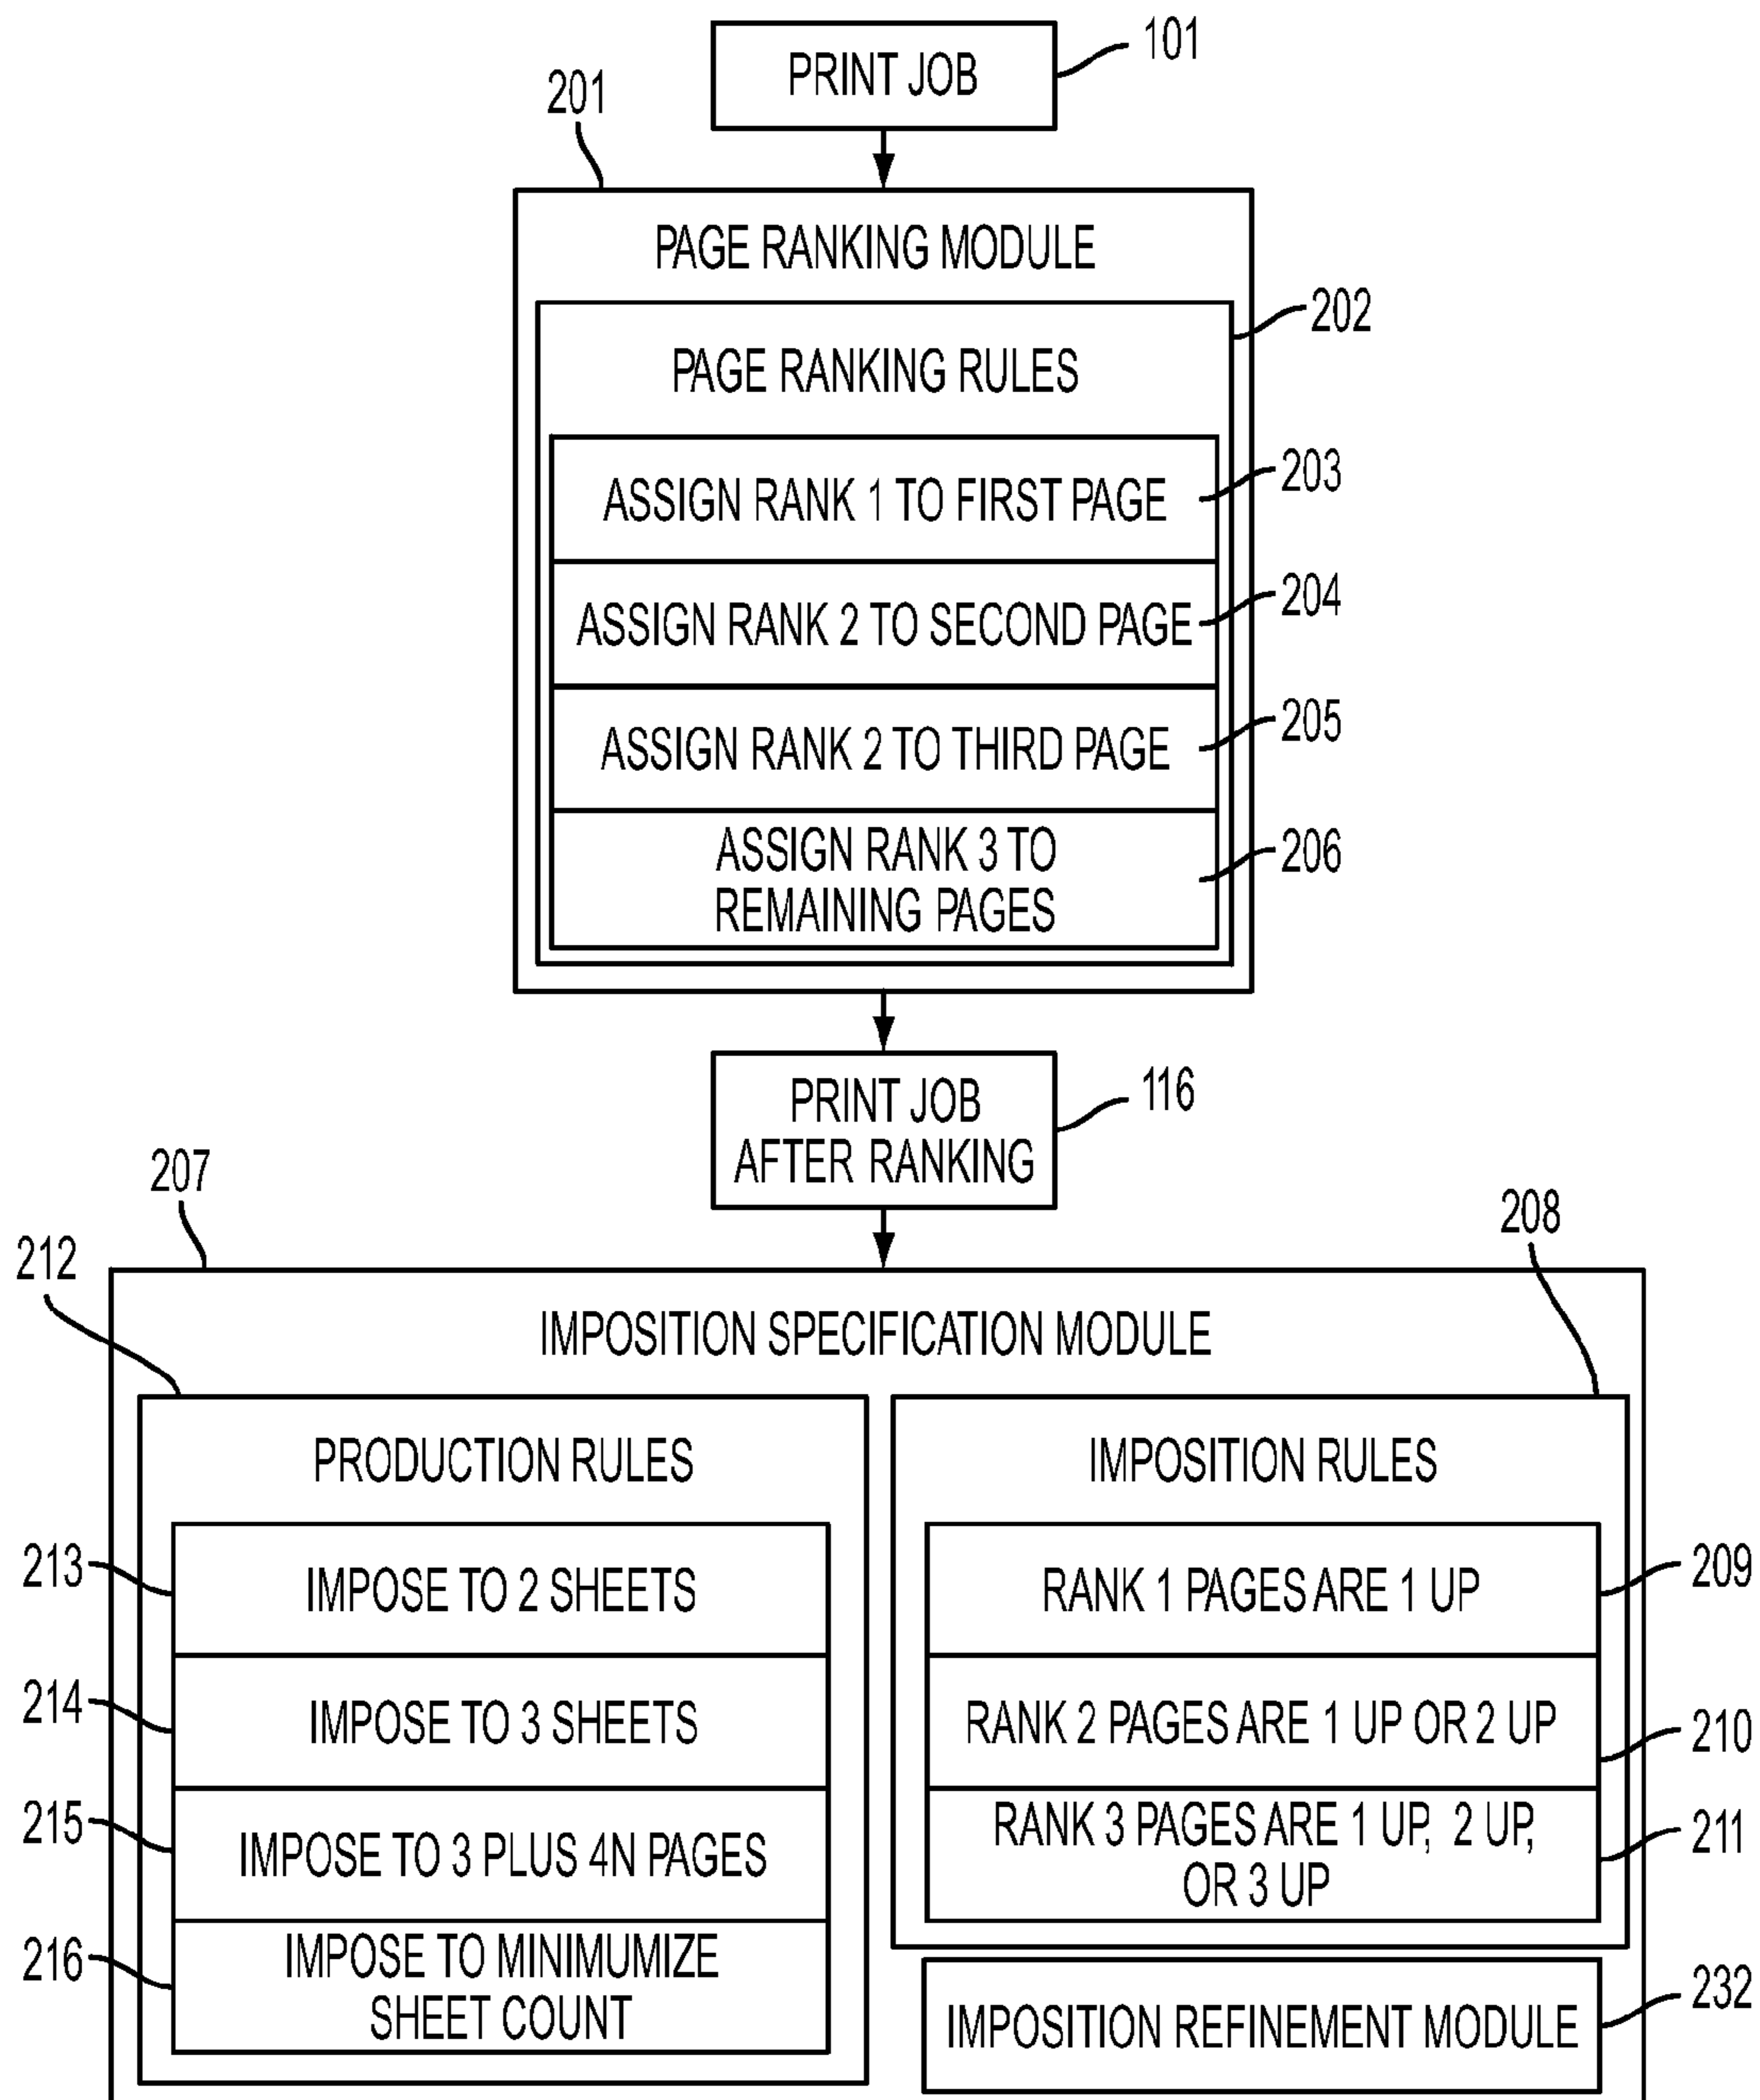 PRINT JOB
101
201
PAGE RANKING MODULE
202
PAGE RANKING RULES
ASSIGN RANK 1 TO FIRST PAGE
203
ASSIGN RANK 2 TO SECOND PAGE
204
ASSIGN RANK 2 TO THIRD PAGE
205
ASSIGN RANK 3 TO
REMAINING PAGES
206
PRINT JOB
AFTER RANKING
116
207
208
212
IMPOSITION SPECIFICATION MODULE
PRODUCTION RULES
213
IMPOSE TO 2 SHEETS
214
IMPOSE TO 3 SHEETS
215
IMPOSE TO 3 PLUS 4N PAGES
216
IMPOSE TO MINIMUMIZE
SHEET COUNT
IMPOSITION RULES
RANK 1 PAGES ARE 1 UP
209
RANK 2 PAGES ARE 1 UP OR 2 UP
210
RANK 3 PAGES ARE 1 UP, 2 UP,
OR 3 UP
211
IMPOSITION REFINEMENT MODULE
232